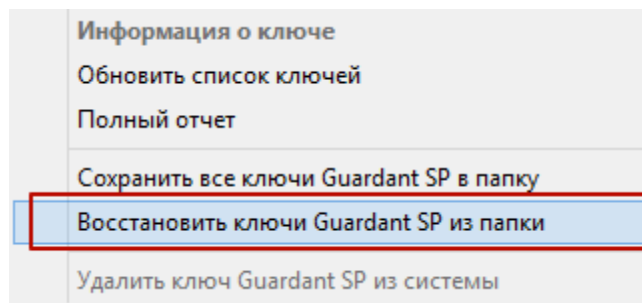 Информация о ключе
Обновить список ключей
Полный отчет
Сохранить все ключи Guardant SP в папку
Восстановить ключи Guardant SP из папки
Удалить ключ Guardant SP из системы